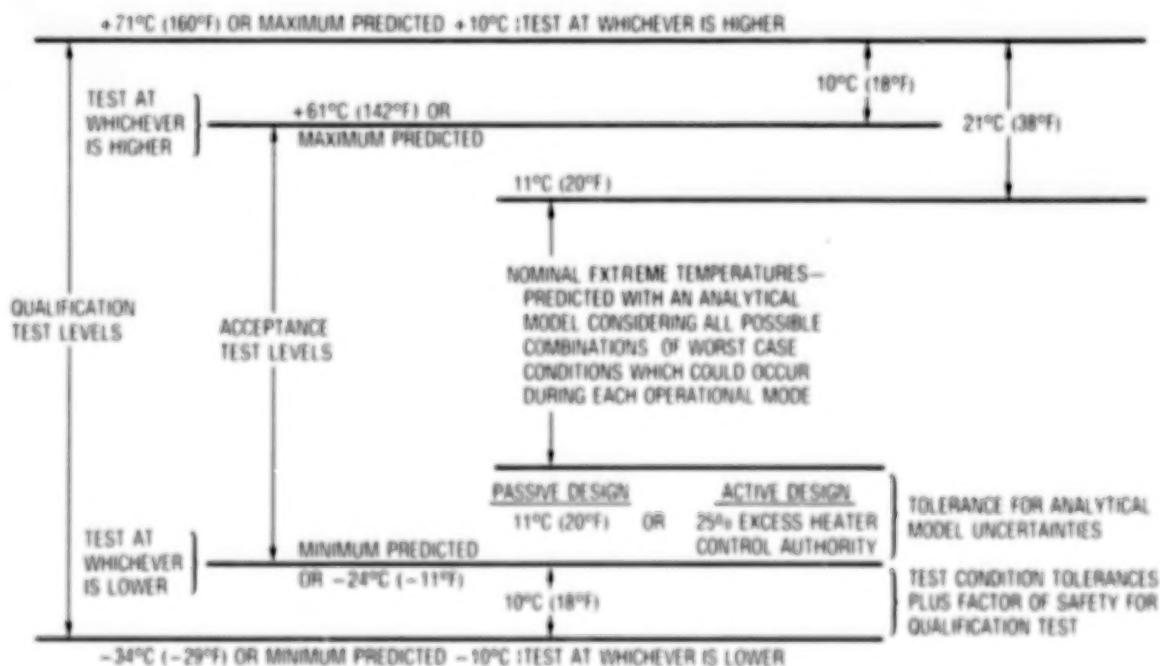 +71°C (160°F) OR MAXIMUM PREDICTED +10°C :TEST AT WHICHEVER IS HIGHER
10°C (18°F)
TEST AT
WHICHEVER
IS HIGHER
+61°C (142°F) OR
MAXIMUM PREDICTED
21°C (38°F)
11°C (20°F)
QUALIFICATION
TEST LEVELS
ACCEPTANCE
TEST LEVELS
NOMINAL EXTREME TEMPERATURES—
PREDICTED WITH AN ANALYTICAL
MODEL CONSIDERING ALL POSSIBLE
COMBINATIONS OF WORST CASE
CONDITIONS WHICH COULD OCCUR
DURING EACH OPERATIONAL MODE
PASSIVE DESIGN
11°C (20°F)
OR
ACTIVE DESIGN
25% EXCESS HEATER
CONTROL AUTHORITY
TOLERANCE FOR ANALYTICAL
MODEL UNCERTAINTIES
TEST AT
WHICHEVER
IS LOWER
MINIMUM PREDICTED
OR −24°C (−11°F)
10°C (18°F)
TEST CONDITION TOLERANCES
PLUS FACTOR OF SAFETY FOR
QUALIFICATION TEST
−34°C (−29°F) OR MINIMUM PREDICTED −10°C :TEST AT WHICHEVER IS LOWER